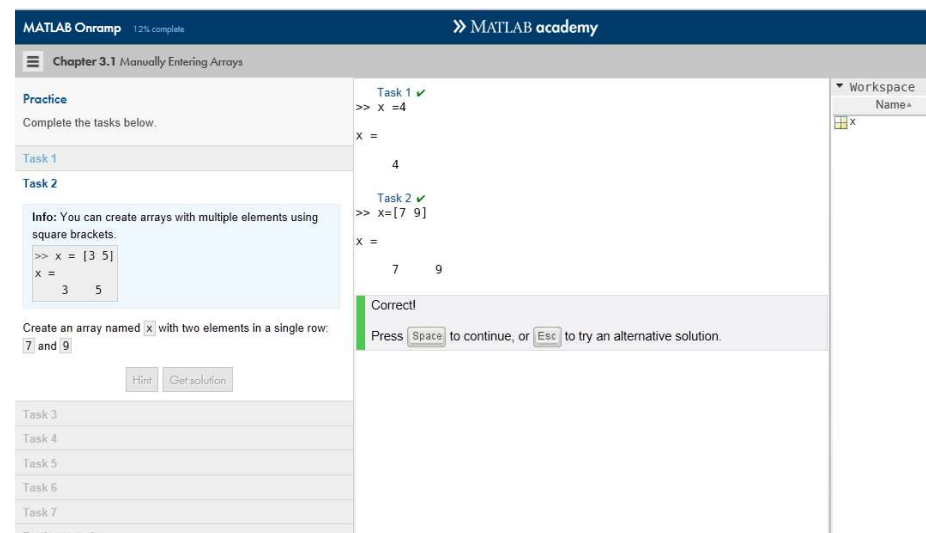 MATLAB Onramp 12% complete
MATLAB academy
Chapter 3.1 Manually Entering Arrays
Practice
Complete the tasks below.
Task 1
Task 2
Info: You can create arrays with multiple elements using
square brackets.
>> x = [3 5]
x =
3 5
Create an array named x with two elements in a single row:
7 and 9
Hint Get solution
Task 3
Task 4
Task 5
Task 6
Task 7
Task 1 ✔
>> x =4
x =
4
Task 2 ✔
>> x=[7 9]
x =
7 9
Correct!
Press Space to continue, or Esc to try an alternative solution.
Workspace
Name
x